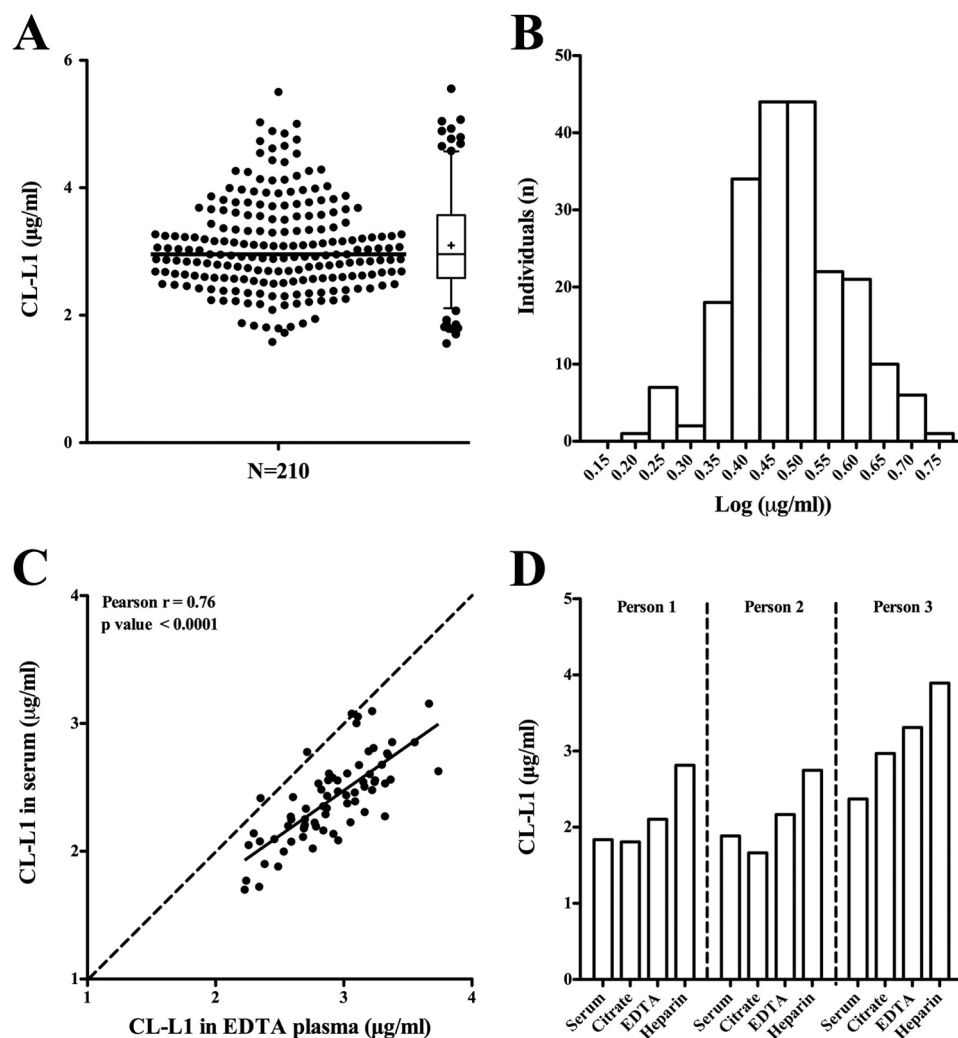 A
CL-L1 (µg/ml)
6
4
2
0
N=210
B
Individuals (n)
50
40
30
20
10
0
0.15 0.20 0.25 0.30 0.35 0.40 0.45 0.50 0.55 0.60 0.65 0.70 0.75
Log (µg/ml))
C
Pearson r = 0.76
p value < 0.0001
CL-L1 in serum (µg/ml)
4
3
2
1
1 2 3 4
CL-L1 in EDTA plasma (µg/ml)
D
Person 1 Person 2 Person 3
CL-L1 (µg/ml)
5
4
3
2
1
0
Serum Citrate EDTA Heparin Serum Citrate EDTA Heparin Serum Citrate EDTA Heparin